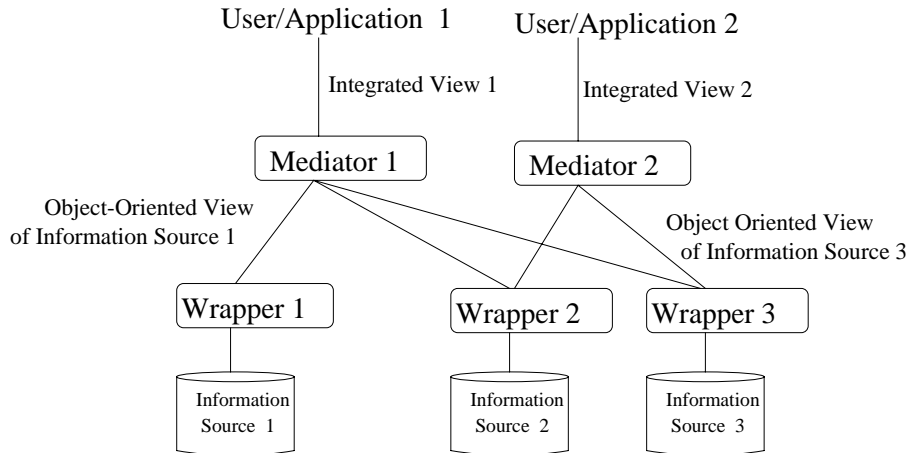 User/Application 1
User/Application 2
Integrated View 1
Integrated View 2
Mediator 1
Mediator 2
Object-Oriented View
of Information Source 1
Object Oriented View
of Information Source 3
Wrapper 1
Wrapper 2
Wrapper 3
Information
Source 1
Information
Source 2
Information
Source 3